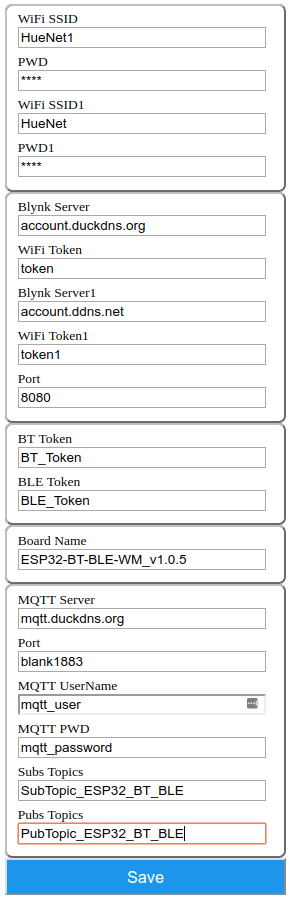 WiFi SSID
HueNet1
PWD
****
WiFi SSID1
HueNet
PWD1
****
Blynk Server
account.duckdns.org
WiFi Token
token
Blynk Server1
account.ddns.net
WiFi Token1
token1
Port
8080
BT Token
BT_Token
BLE Token
BLE_Token
Board Name
ESP32-BT-BLE-WM_v1.0.5
MQTT Server
mqtt.duckdns.org
Port
blank1883
MQTT UserName
mqtt_user
MQTT PWD
mqtt_password
Subs Topics
SubTopic_ESP32_BT_BLE
Pubs Topics
PubTopic_ESP32_BT_BLE
Save